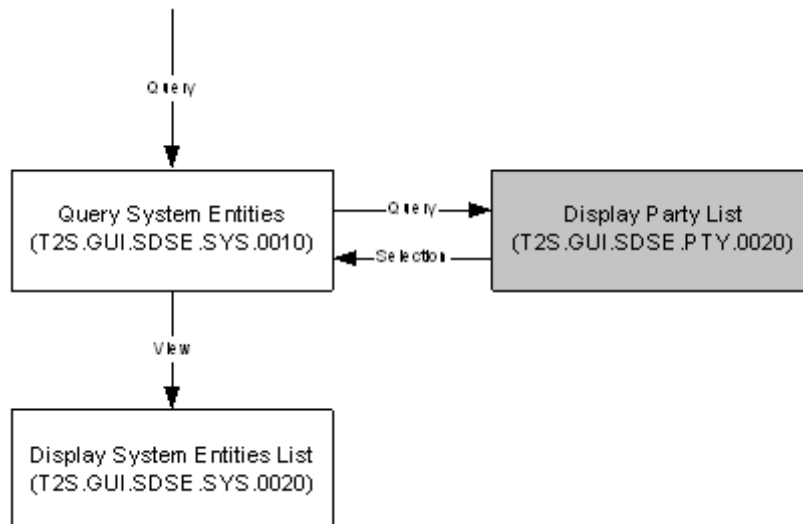 Query
Query System Entities
(T2S.GUI.SDSE.SYS.0010)
Query
Selection
Display Party List
(T2S.GUI.SDSE.PTY.0020)
View
Display System Entities List
(T2S.GUI.SDSE.SYS.0020)